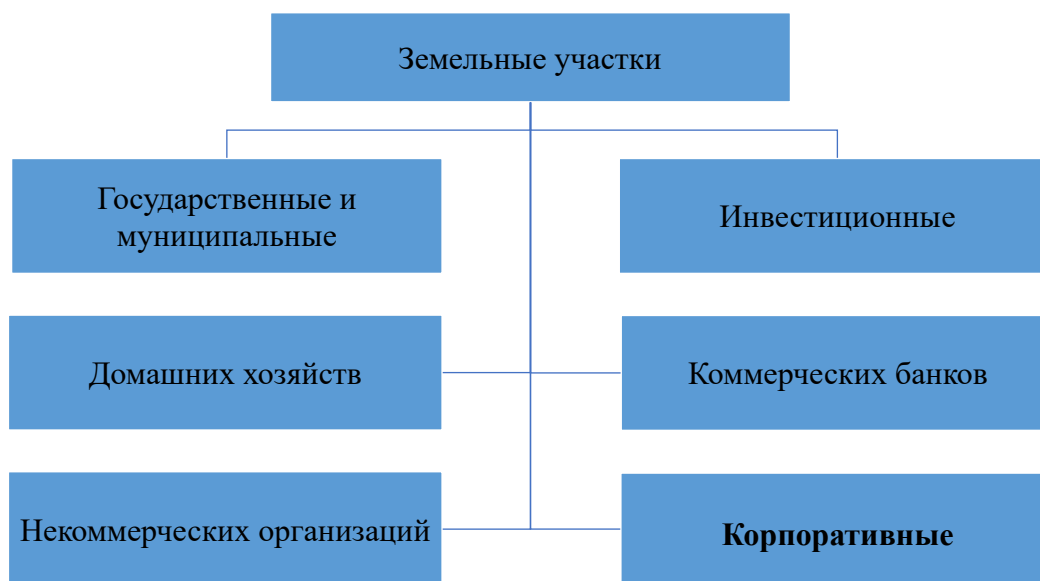 Земельные участки
Государственные и
муниципальные
Инвестиционные
Домашних хозяйств
Коммерческих банков
Некоммерческих организаций
Корпоративные